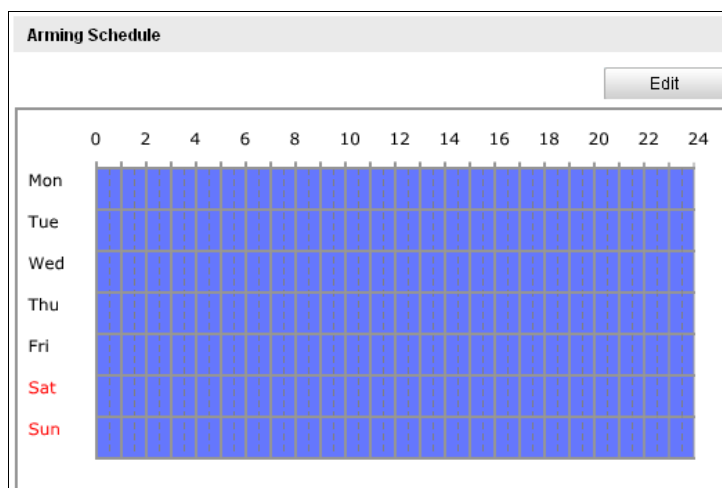 Arming Schedule
Edit
0 2 4 6 8 10 12 14 16 18 20 22 24
Mon
Tue
Wed
Thu
Fri
Sat
Sun